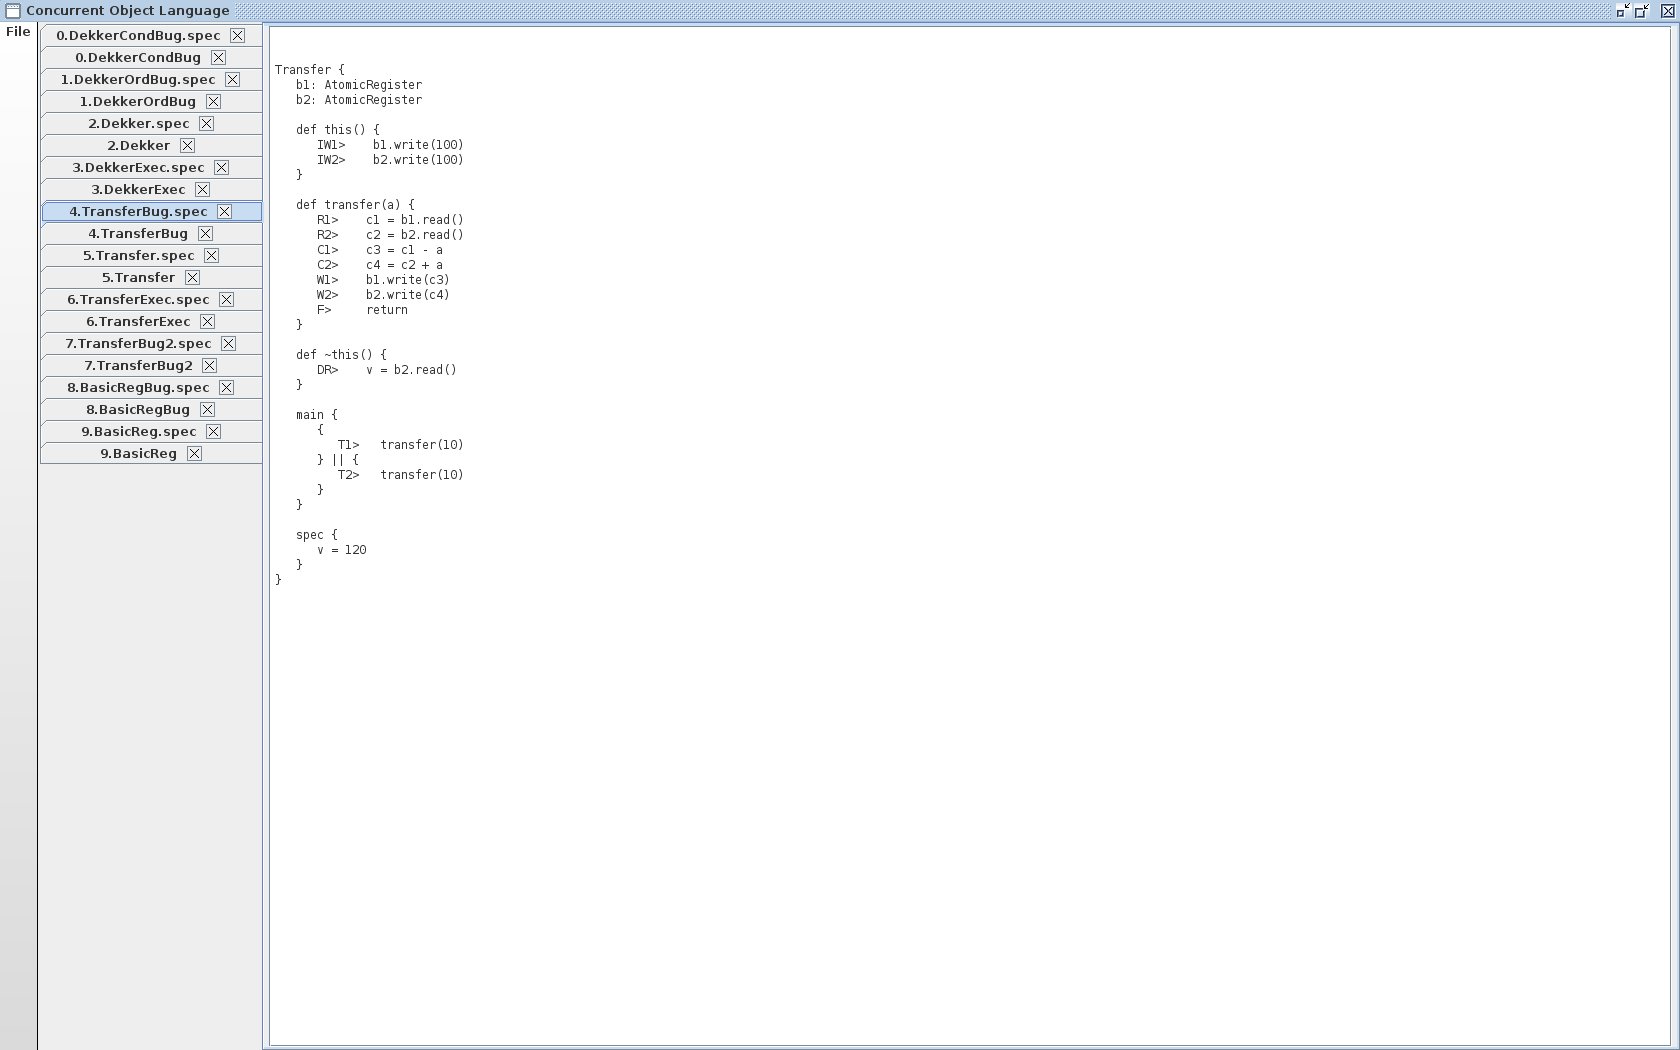 Concurrent Object Language
File
0.DekkerCondBug.spec
0.DekkerCondBug
1.DekkerOrdBug.spec
1.DekkerOrdBug
2.Dekker.spec
2.Dekker
3.DekkerExec.spec
3.DekkerExec
4.TransferBug.spec
4.TransferBug
5.Transfer.spec
5.Transfer
6.TransferExec.spec
6.TransferExec
7.TransferBug2.spec
7.TransferBug2
8.BasicRegBug.spec
8.BasicRegBug
9.BasicReg.spec
9.BasicReg
Transfer {
   b1: AtomicRegister
   b2: AtomicRegister

   def this() {
      IW1>    b1.write(100)
      IW2>    b2.write(100)
   }

   def transfer(a) {
      R1>    c1 = b1.read()
      R2>    c2 = b2.read()
      C1>    c3 = c1 - a
      C2>    c4 = c2 + a
      W1>    b1.write(c3)
      W2>    b2.write(c4)
      F>     return
   }

   def ~this() {
      DR>    v = b2.read()
   }

   main {
      {
         T1>   transfer(10)
      } || {
         T2>   transfer(10)
      }
   }

   spec {
      v = 120
   }
}